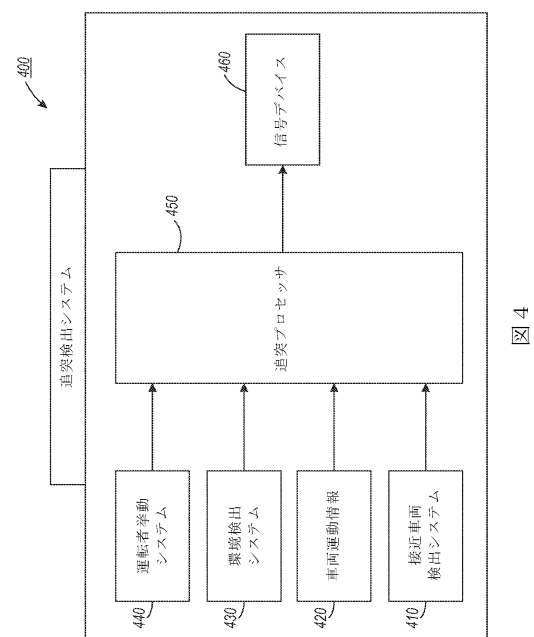 400
追突検出システム
運転者挙動
システム
440
環境検出
システム
430
車両運動情報
420
接近車両
検出システム
410
追突プロセッサ
450
信号デバイス
460
図 4